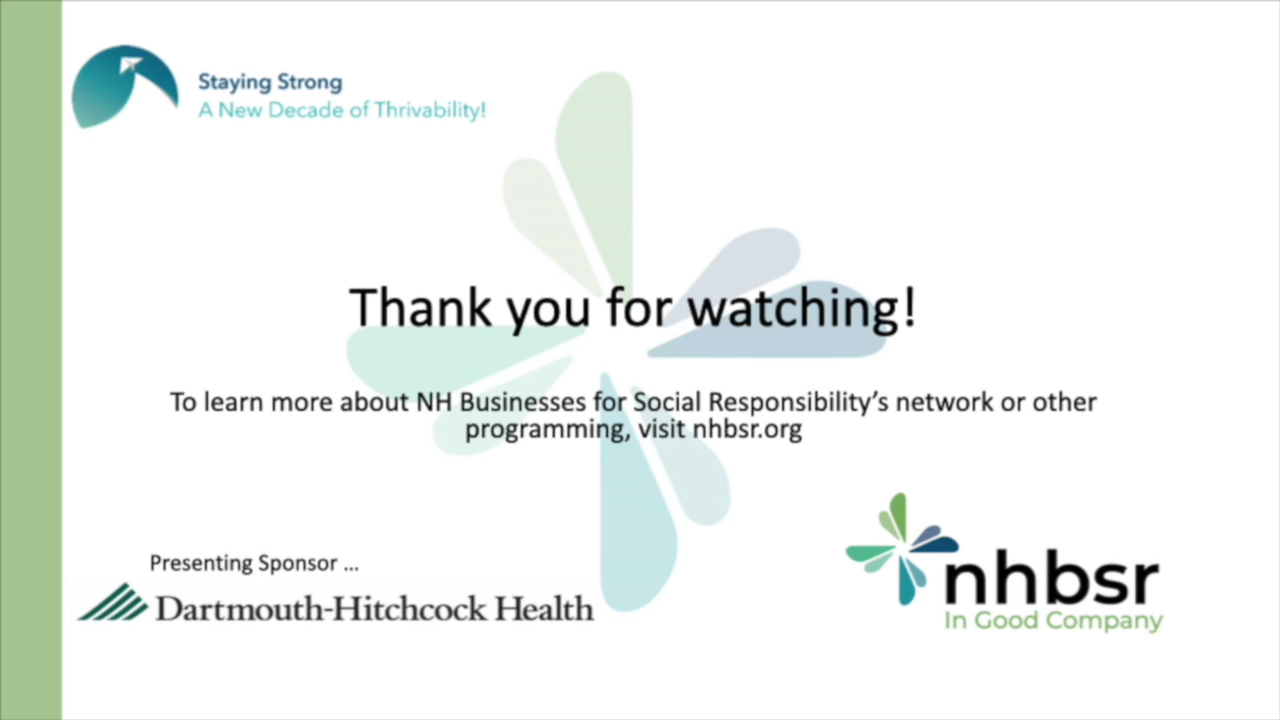 Staying Strong
A New Decade of Thrivability!
Thank you for watching!
To learn more about NH Businesses for Social Responsibility’s network or other
programming, visit nhbsr.org
Presenting Sponsor ...
Dartmouth-Hitchcock Health
nhbsr
In Good Company